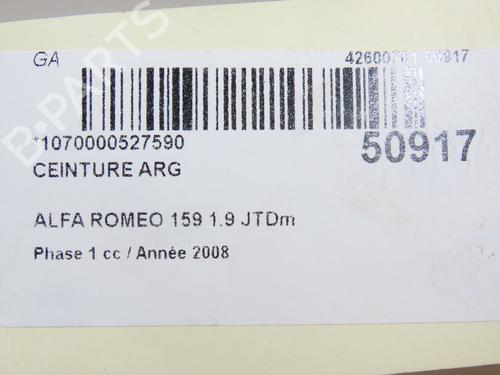 GA
50917
*1070000527590
50917
CEINTURE ARG
ALFA ROMEO 159 1.9 JTDm
Phase 1 cc / Année 2008
B-PARTS